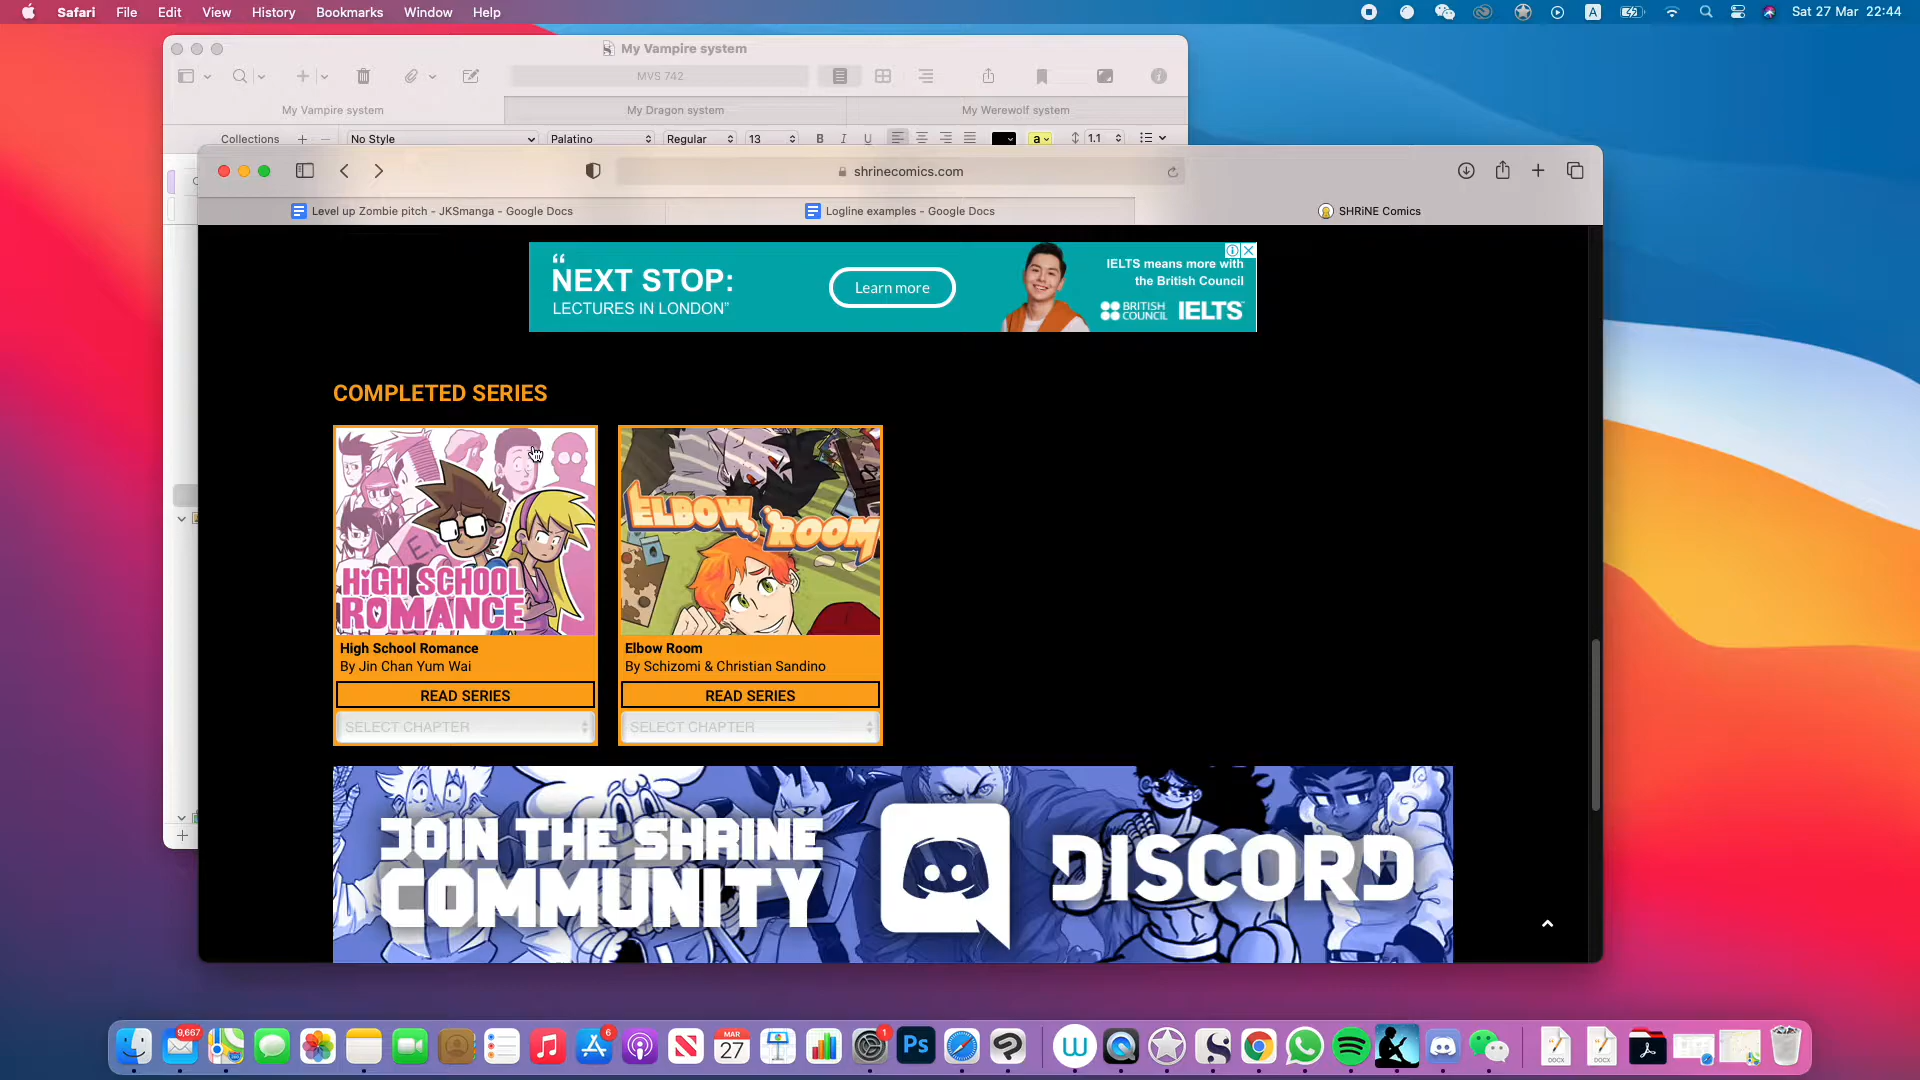 Safari File Edit View History Bookmarks Window Help
A
Sat 27 Mar 22:44
My Vampire system
MVS 742
My Vampire system
My Dragon system
My Werewolf system
Collections
No Style
Palatino
Regular
13
B I U
a
1.1
shrinecomics.com
Level up Zombie pitch - JKSmanga - Google Docs
Logline examples - Google Docs
SHRiNE Comics
“
NEXT STOP:
LECTURES IN LONDON”
Learn more
IELTS means more with
the British Council
BRITISH
COUNCIL
IELTS
COMPLETED SERIES
HiGH SCHOOL
ROMANCE
ELBOW ROOM
High School Romance
By Jin Chan Yum Wai
READ SERIES
SELECT CHAPTER
Elbow Room
By Schizomi & Christian Sandino
READ SERIES
SELECT CHAPTER
JOIN THE SHRINE
COMMUNITY
DISCORD
9,667
6
MAR
27
1
Ps
DOCX
DOCX